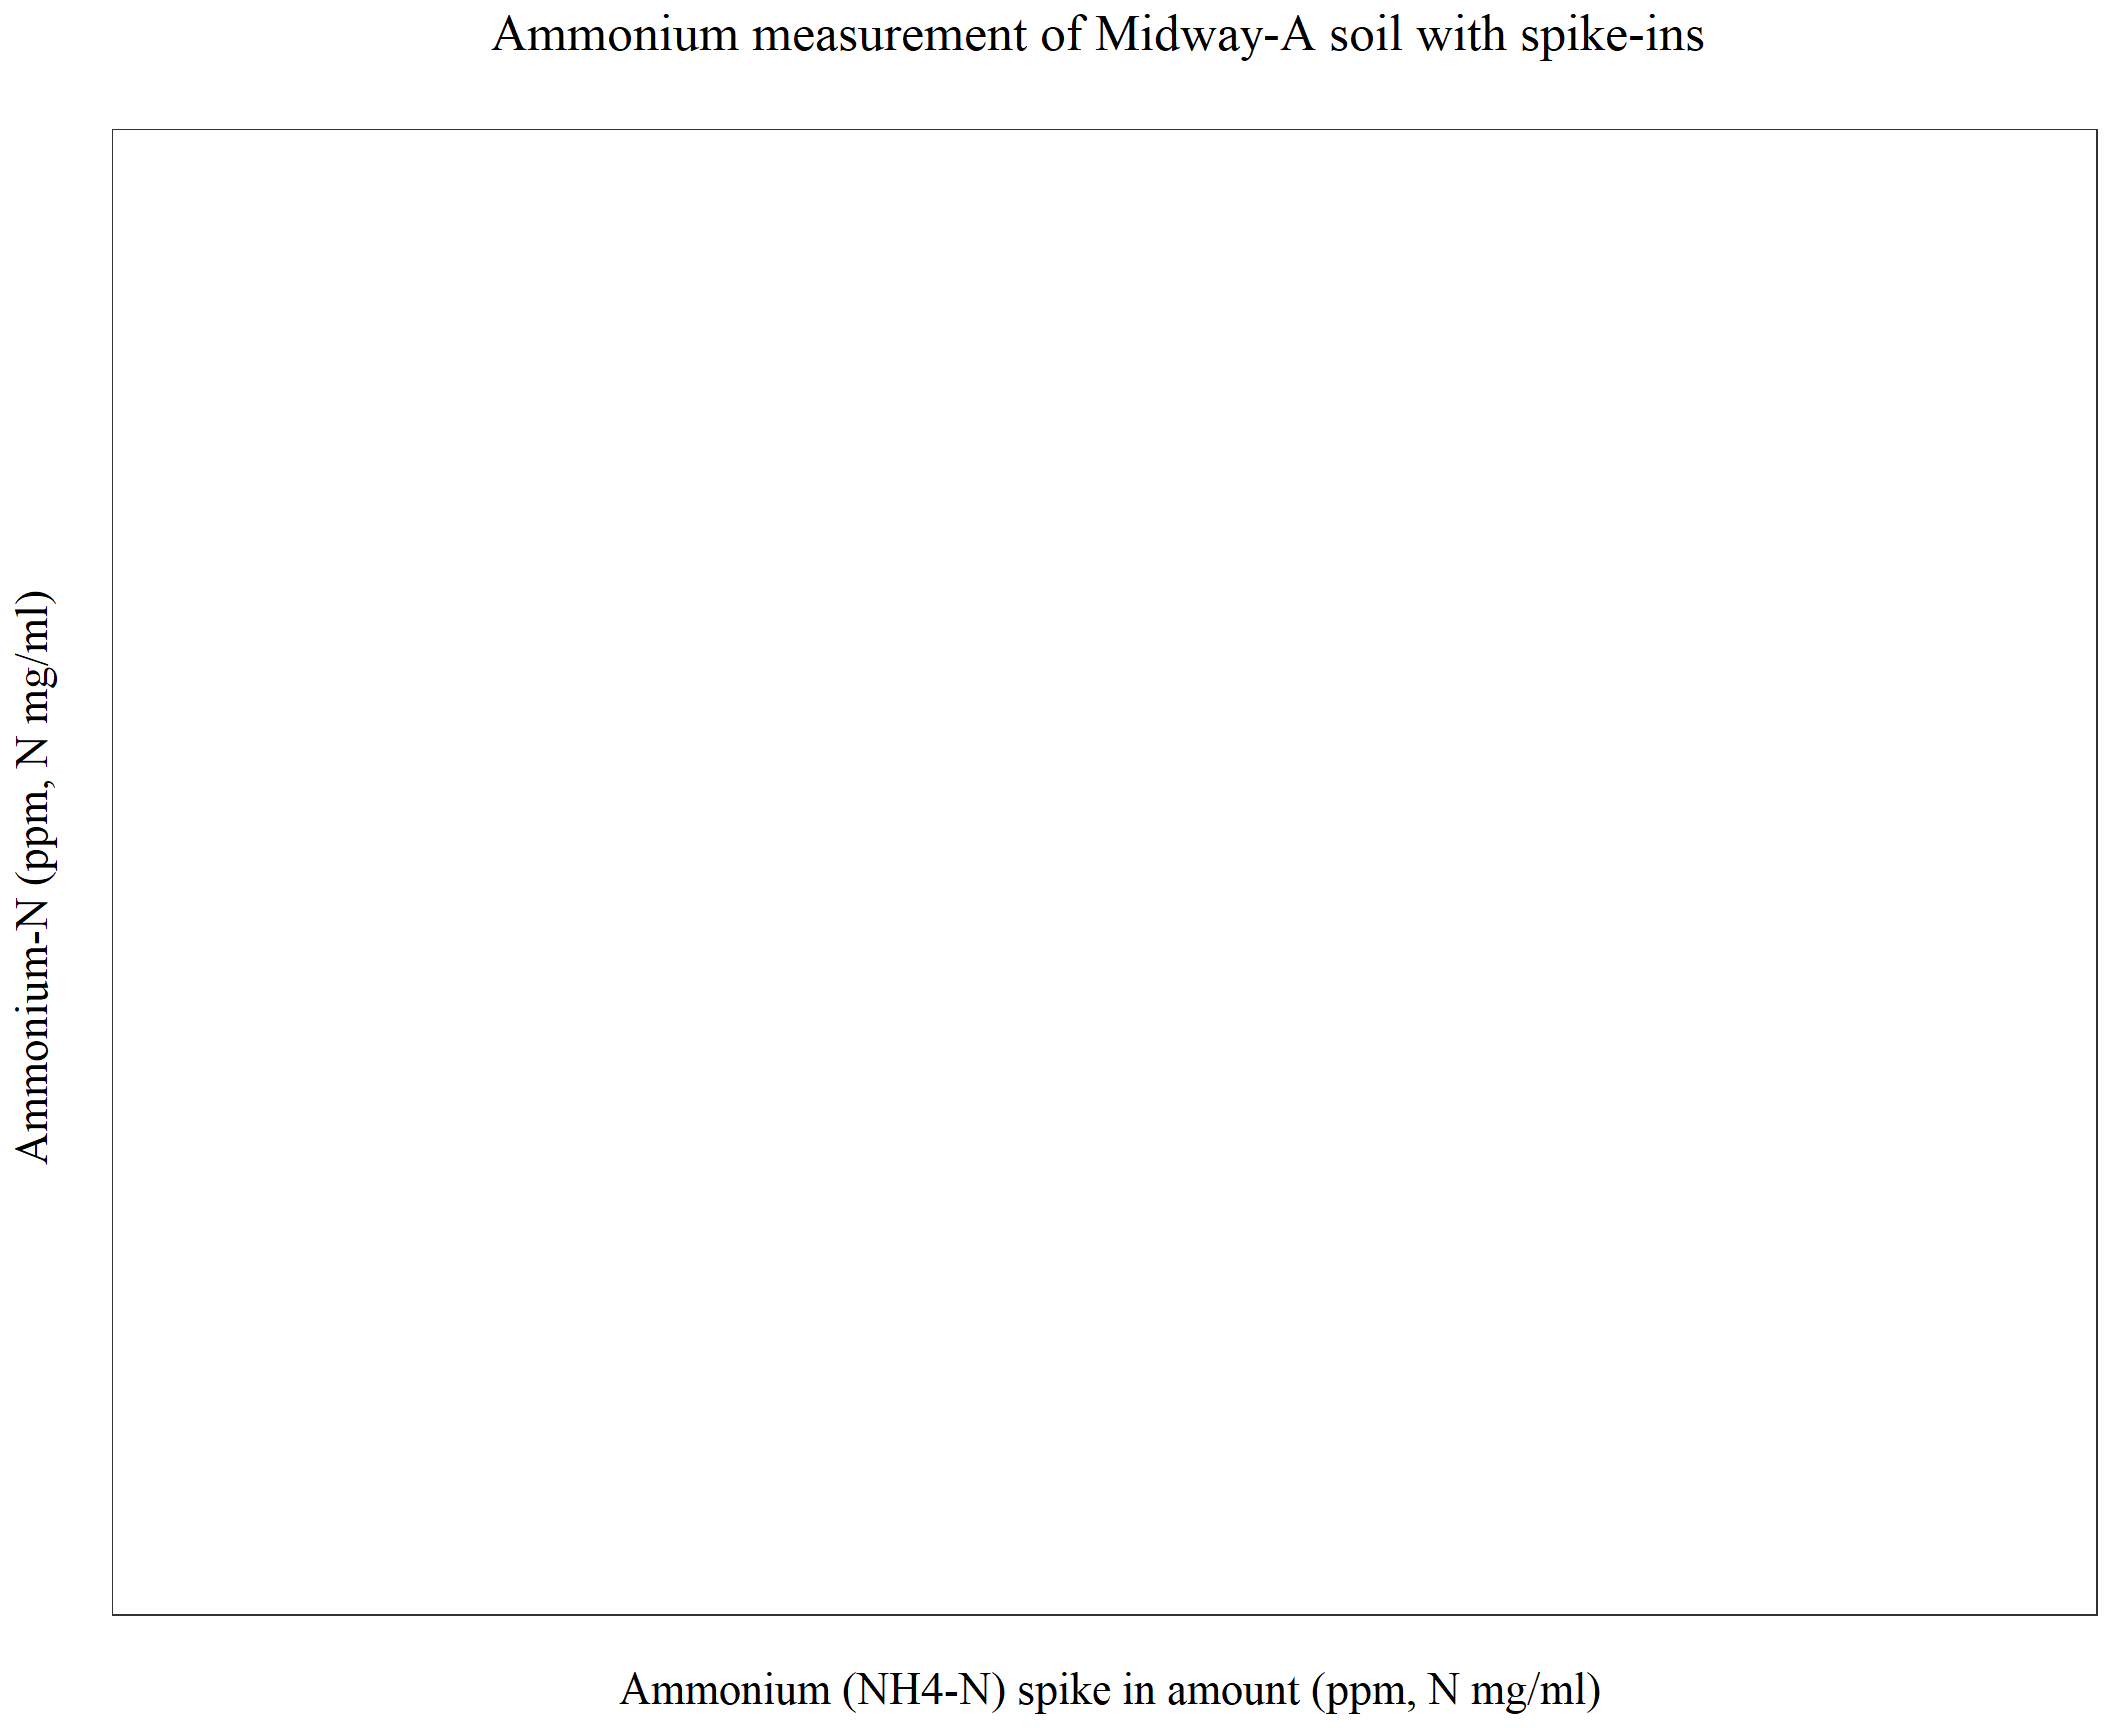 Ammonium measurement of Midway-A soil with spike-ins
Ammonium-N (ppm, N mg/ml)
Ammonium (NH4-N) spike in amount (ppm, N mg/ml)